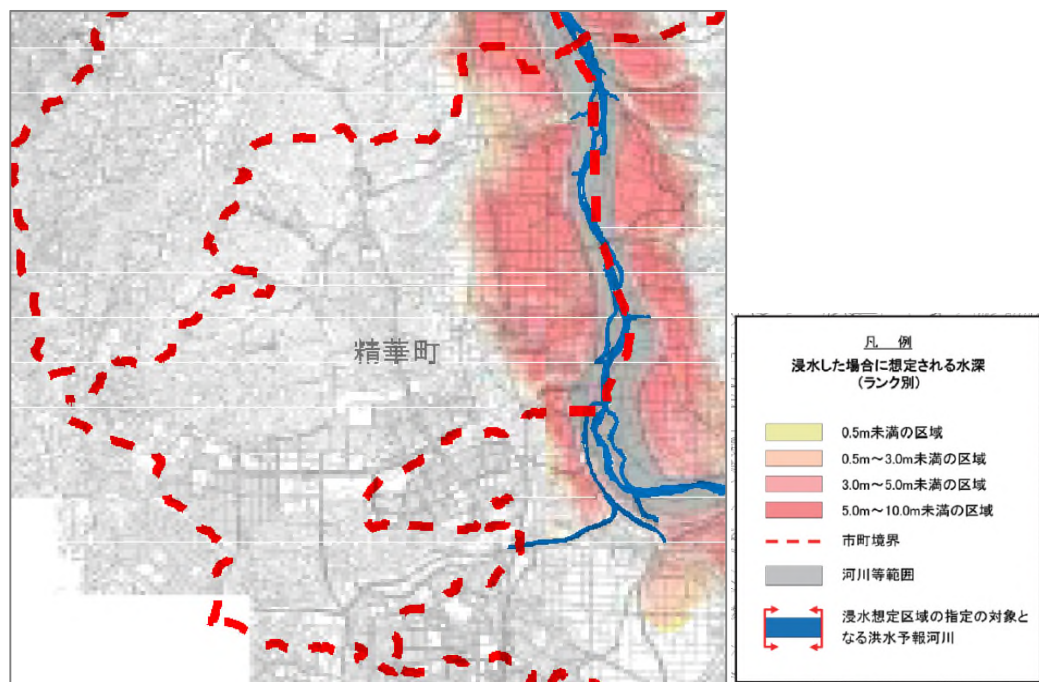 精華町
凡 例
浸水した場合に想定される水深
(ランク別)
0.5m未満の区域
0.5m～3.0m未満の区域
3.0m～5.0m未満の区域
5.0m～10.0m未満の区域
市町境界
河川等範囲
浸水想定区域の指定の対象と
なる洪水予報河川